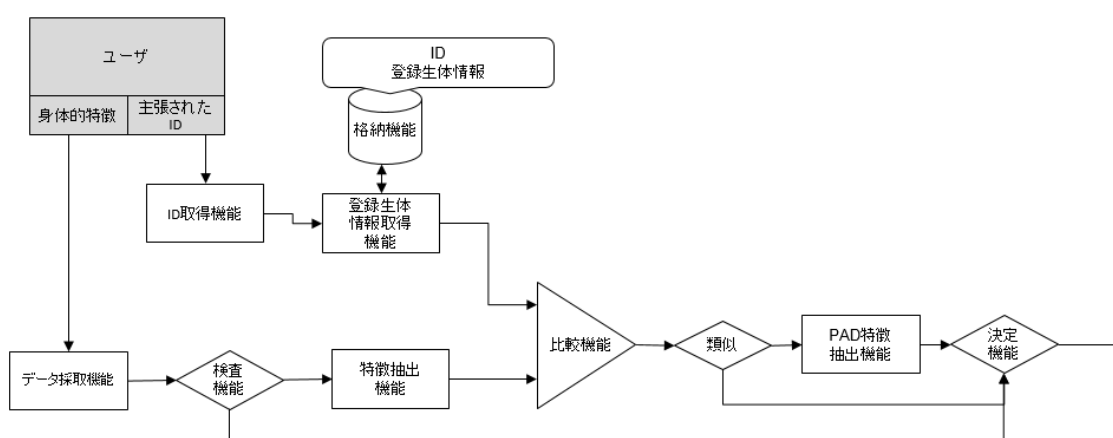 ユーザ
身体的特徴
主張された
ID
ID
登録生体情報
格納機能
ID取得機能
登録生体
情報取得
機能
比較機能
類似
PAD特徴
抽出機能
決定
機能
データ採取機能
検査
機能
特徴抽出
機能